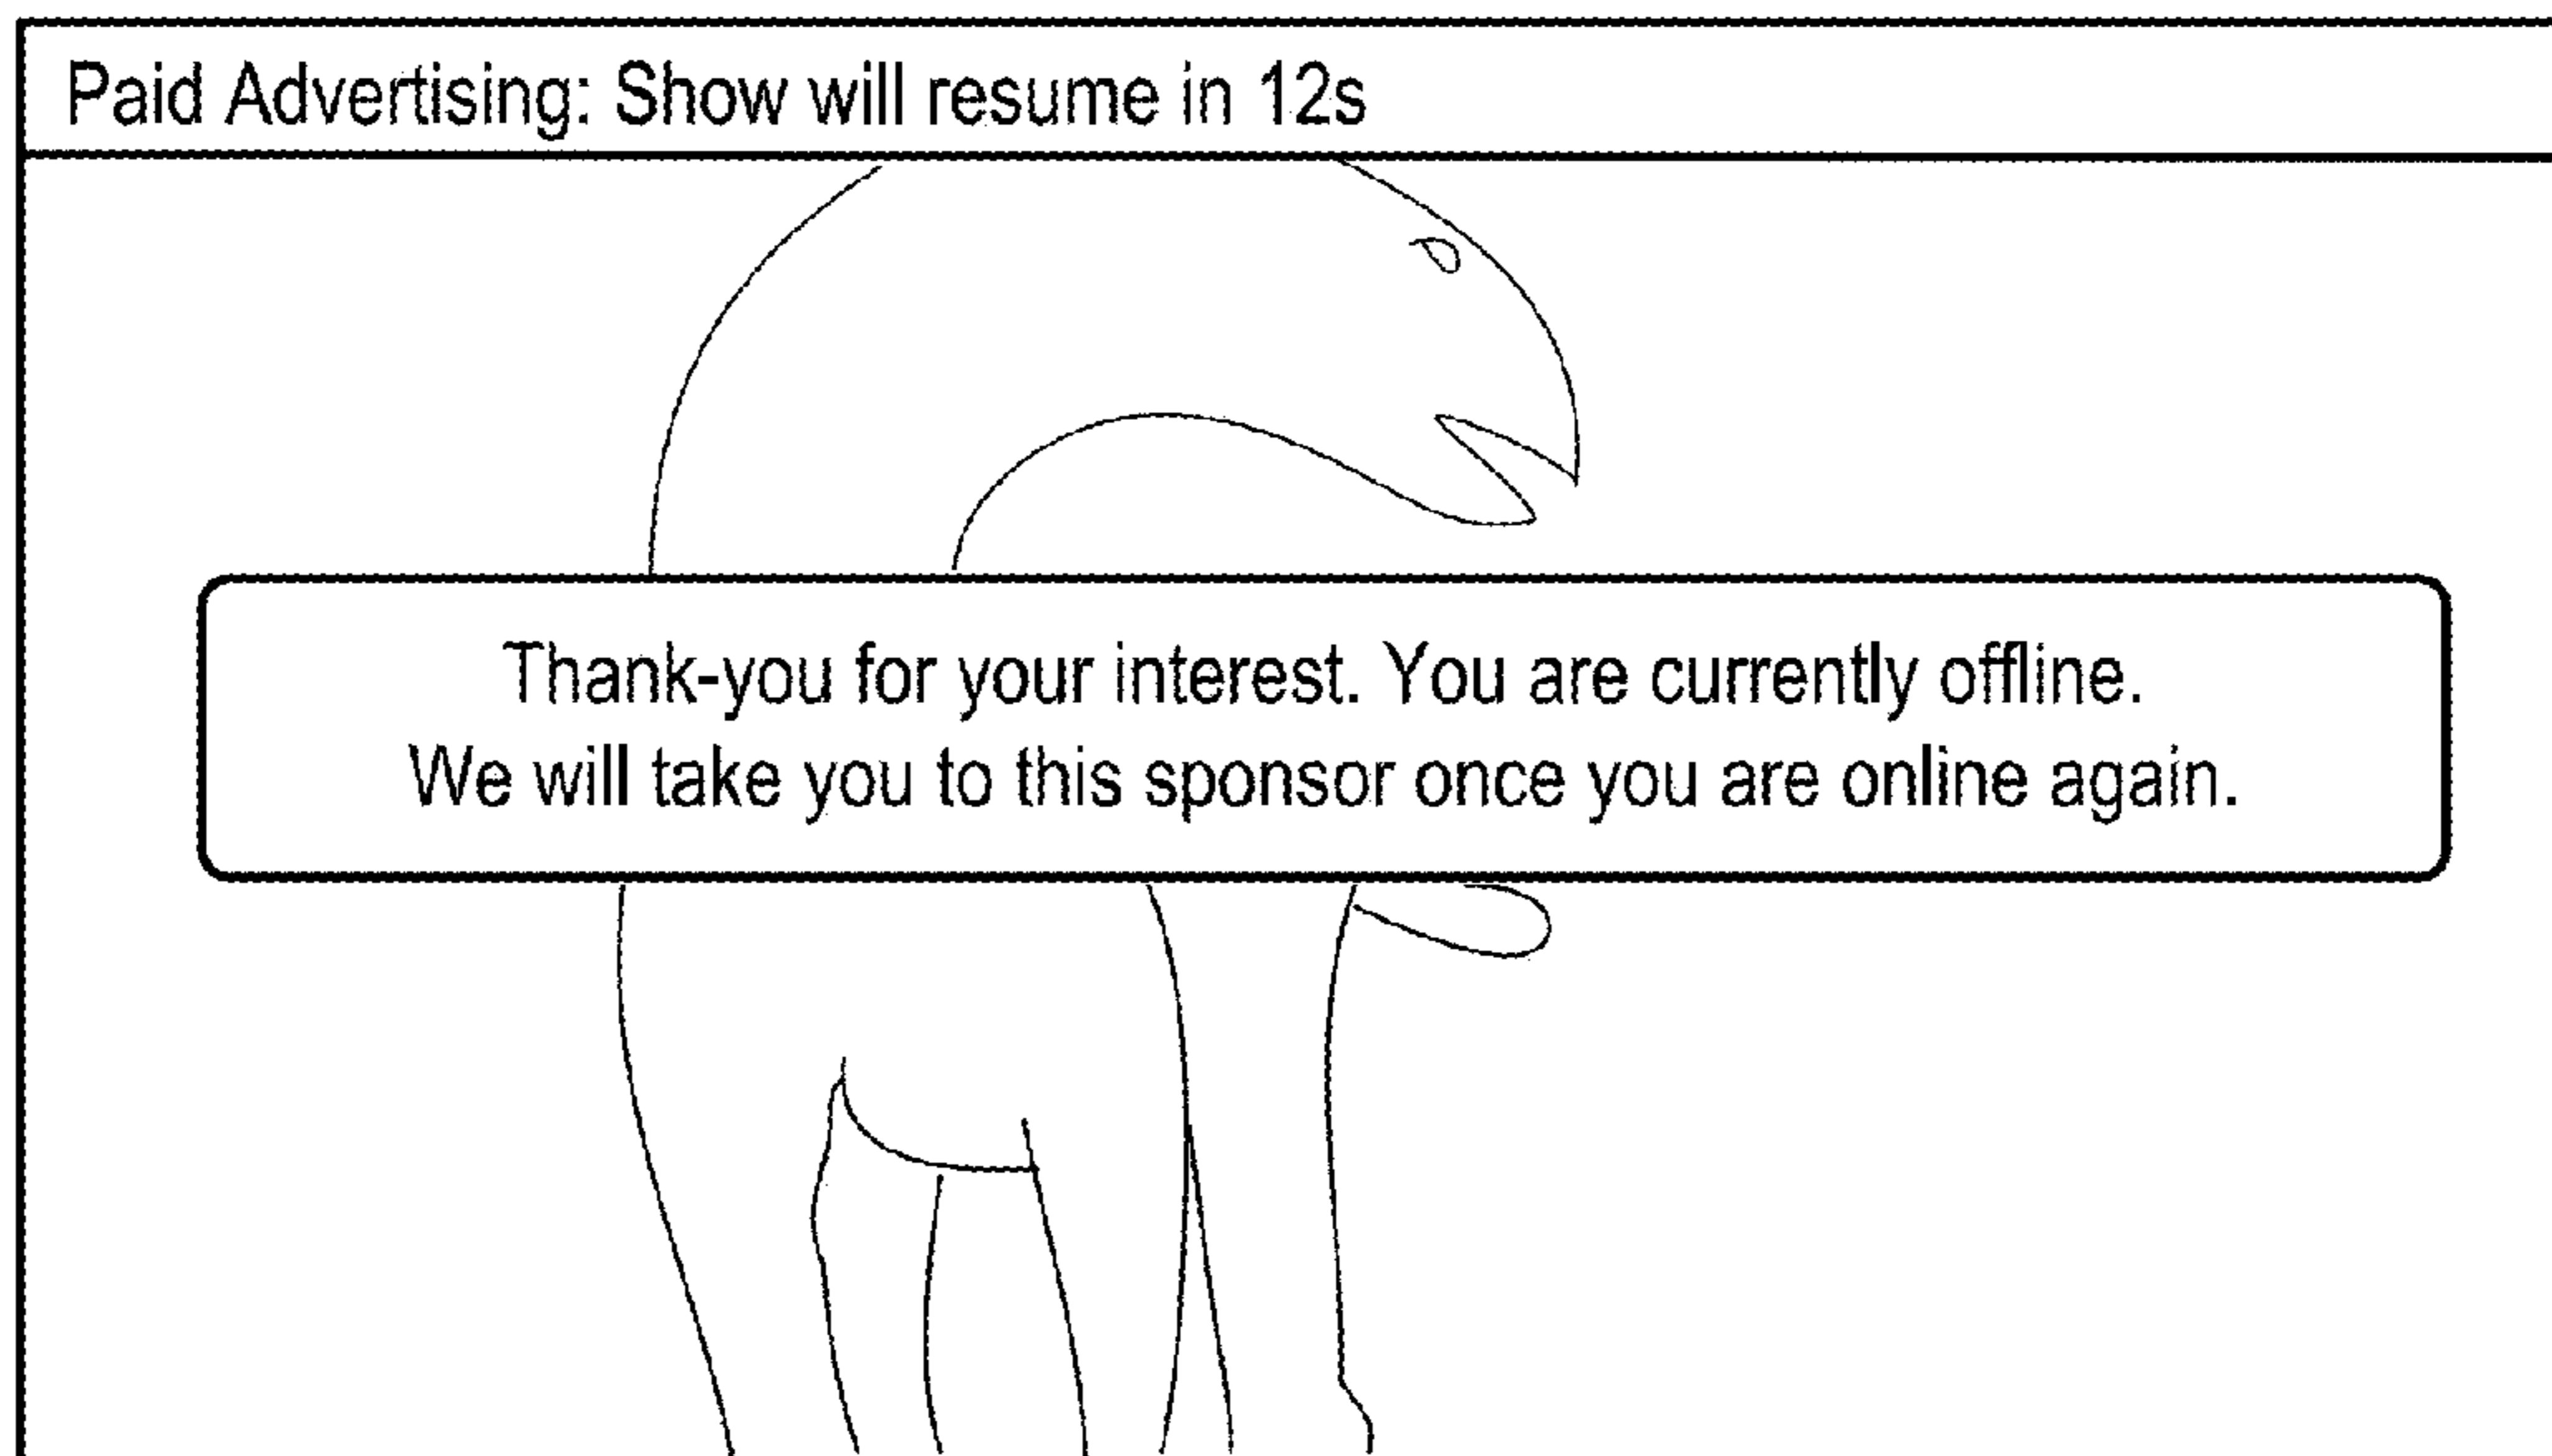 Paid Advertising: Show will resume in 12s
Thank-you for your interest. You are currently offline.
We will take you to this sponsor once you are online again.